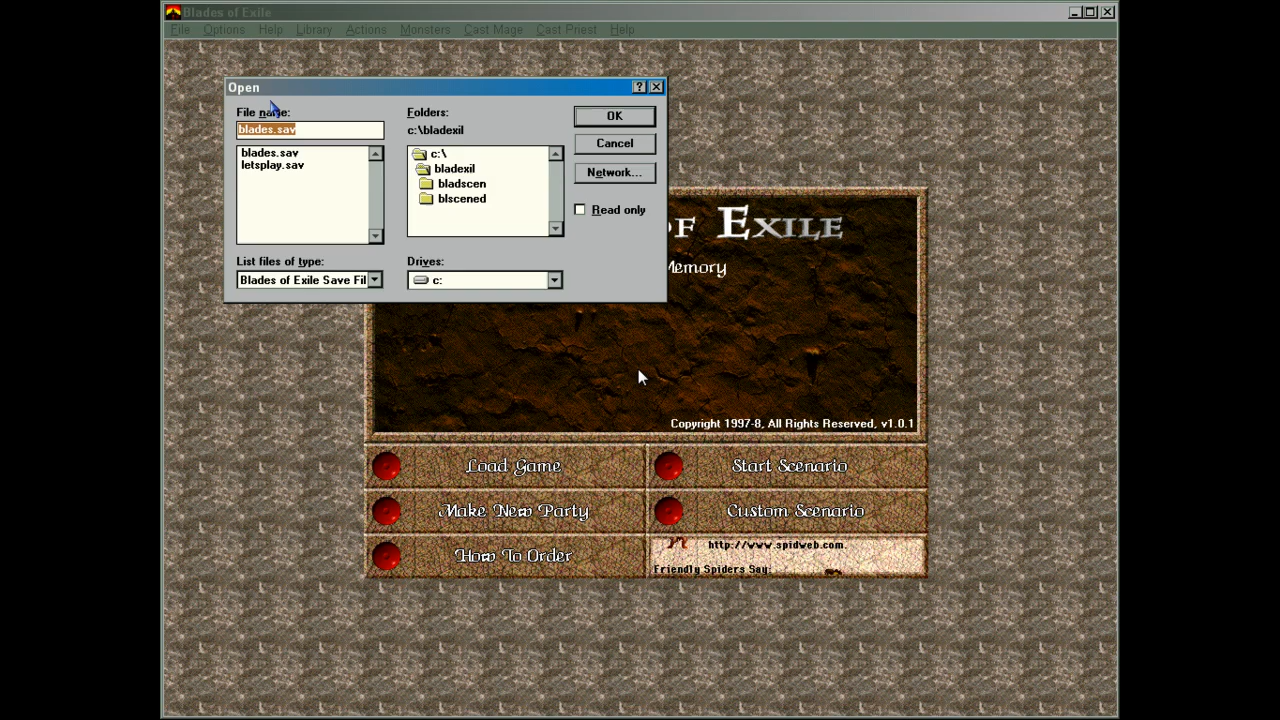 Blades of Exile
File Options Help Library Actions Monsters Cast Mage Cast Priest Help
Open
File name:
blades.sav
blades.sav
letsplay.sav
List files of type:
Blades of Exile Save Fil
Folders:
c:\bladexil
c:\
bladexil
bladscen
blscened
Drives:
c:
OK
Cancel
Network...
Read only
OF EXILE
Memory
Copyright 1997-8, All Rights Reserved, v1.0.1
Load Game
Start Scenario
Make New Party
Custom Scenario
How To Order
http://www.spidweb.com
Friendly Spiders Say: